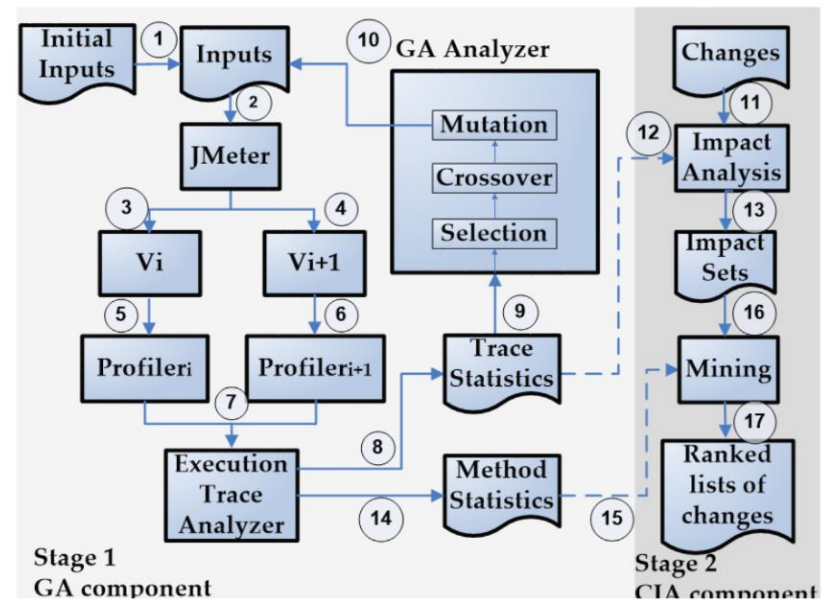 Initial
Inputs
1
Inputs
10
GA Analyzer
Changes
2
11
JMeter
Mutation
12
Impact
Analysis
Crossover
3
4
13
Selection
Vi
Vi+1
Impact
Sets
5
6
9
16
Profileri
Profileri+1
Trace
Statistics
Mining
7
8
17
Execution
Trace
Analyzer
Method
Statistics
Ranked
lists of
changes
14
15
Stage 1
GA component
Stage 2
CIA component